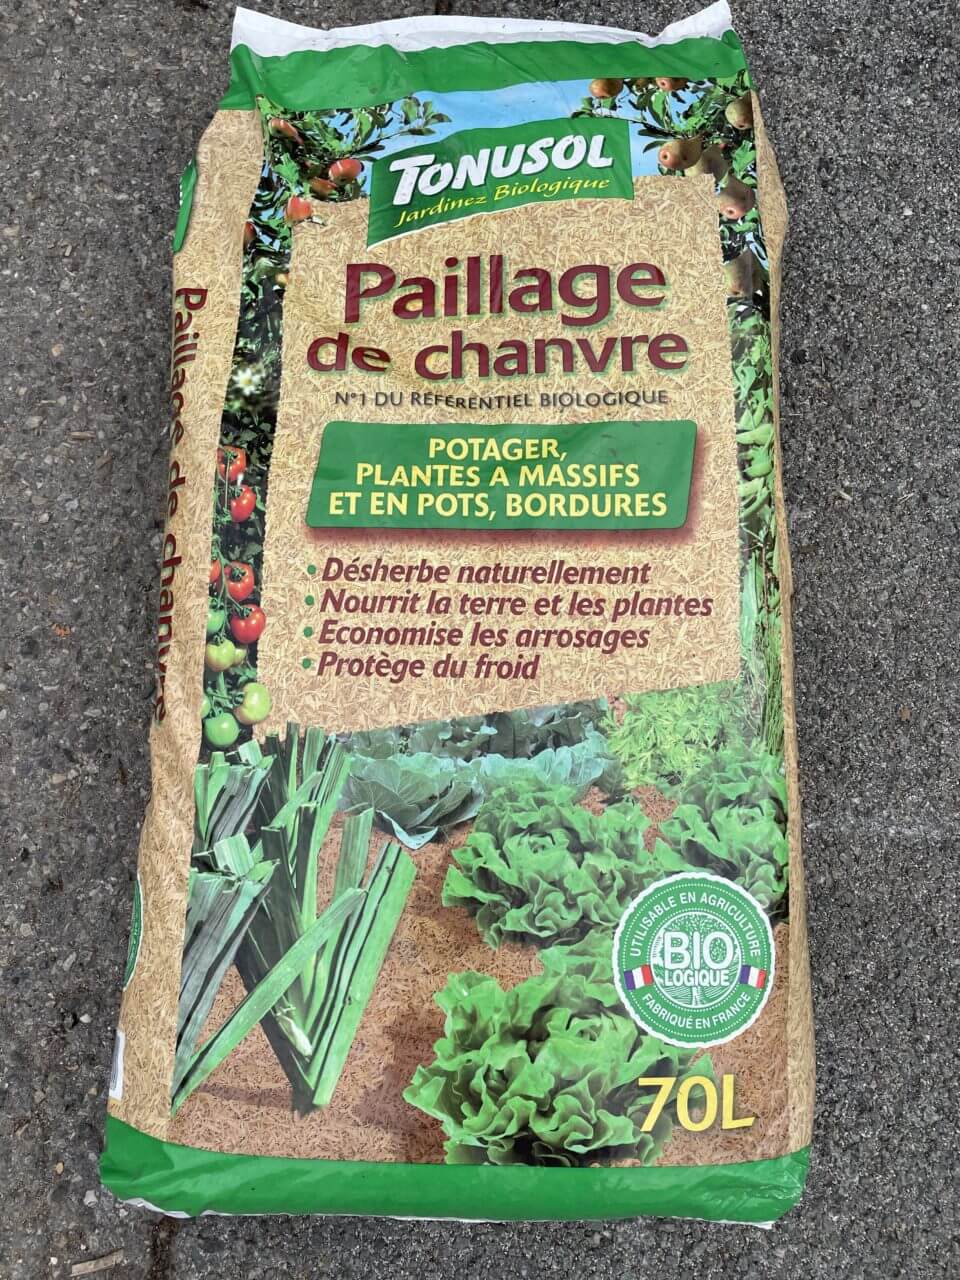 TONUSOL
Jardinez Biologique
Paillage
de chanvre
N°1 DU RÉFÉRENTIEL BIOLOGIQUE
POTAGER,
PLANTES A MASSIFS
ET EN POTS, BORDURES
• Désherbe naturellement
• Nourrit la terre et les plantes
• Economise les arrosages
• Protège du froid
Paillage de chanvre
UTILISABLE EN AGRICULTURE
BIO
LOGIQUE
FABRIQUÉ EN FRANCE
70L